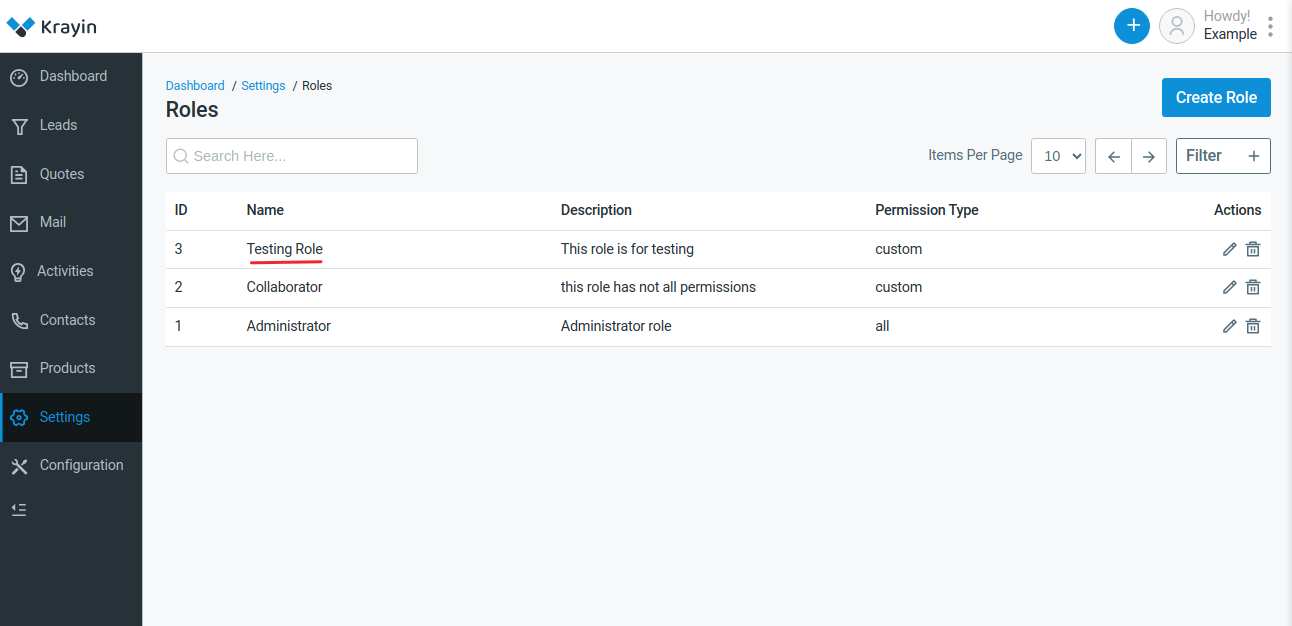 Krayin
Howdy!
Example
Dashboard
Leads
Quotes
Mail
Activities
Contacts
Products
Settings
Configuration
Dashboard / Settings / Roles
Roles
Create Role
Search Here...
Items Per Page 10 Filter +
ID Name Description Permission Type Actions
3 Testing Role This role is for testing custom
2 Collaborator this role has not all permissions custom
1 Administrator Administrator role all